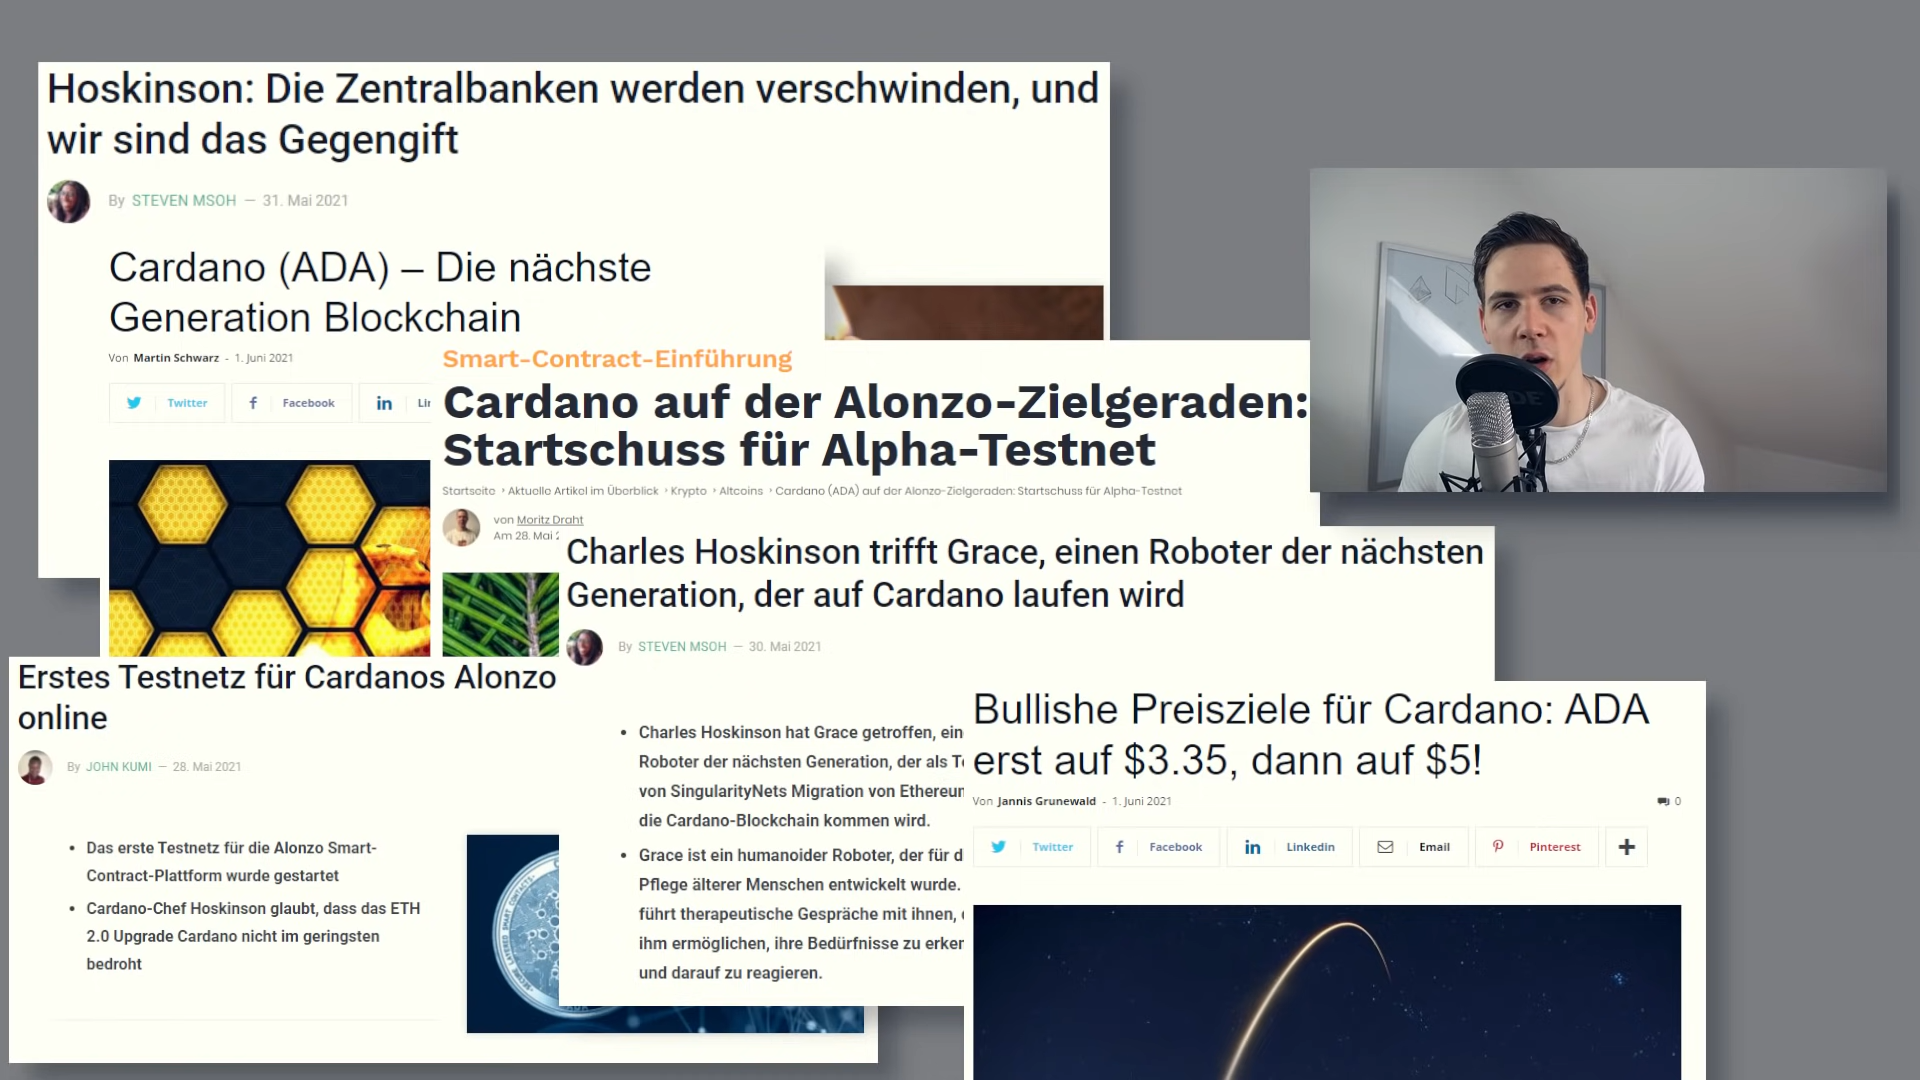 Hoskinson: Die Zentralbanken werden verschwinden, und
wir sind das Gegengift
By STEVEN MSOH — 31. Mai 2021
Cardano (ADA) – Die nächste
Generation Blockchain
Von Martin Schwarz - 1. Juni 2021
Twitter
Facebook
in
Smart-Contract-Einführung
Cardano auf der Alonzo-Zielgeraden:
Startschuss für Alpha-Testnet
Startseite › Aktuelle Artikel im Überblick › Krypto › Altcoins › Cardano (ADA) auf der Alonzo-Zielgeraden: Startschuss für Alpha-Testnet
von Moritz Draht
Am 28. Mai
Charles Hoskinson trifft Grace, einen Roboter der nächsten
Generation, der auf Cardano laufen wird
By STEVEN MSOH — 30. Mai 2021
• Charles Hoskinson hat Grace getroffen,
Roboter der nächsten Generation, der als
von SingularityNets Migration von
die Cardano-Blockchain kommen wird.
• Grace ist ein humanoider Roboter, der für
Pflege älterer Menschen entwickelt wurde.
führt therapeutische Gespräche mit ihnen,
ihm ermöglichen, ihre Bedürfnisse zu
und darauf zu reagieren.
Erstes Testnetz für Cardanos Alonzo
online
By JOHN KUMI — 28. Mai 2021
• Das erste Testnetz für die Alonzo Smart-
Contract-Plattform wurde gestartet
• Cardano-Chef Hoskinson glaubt, dass das ETH
2.0 Upgrade Cardano nicht im geringsten
bedroht
Bullishe Preisziele für Cardano: ADA
erst auf $3.35, dann auf $5!
Von Jannis Grunewald - 1. Juni 2021
0
Twitter
Facebook
in Linkedin
Email
Pinterest
+